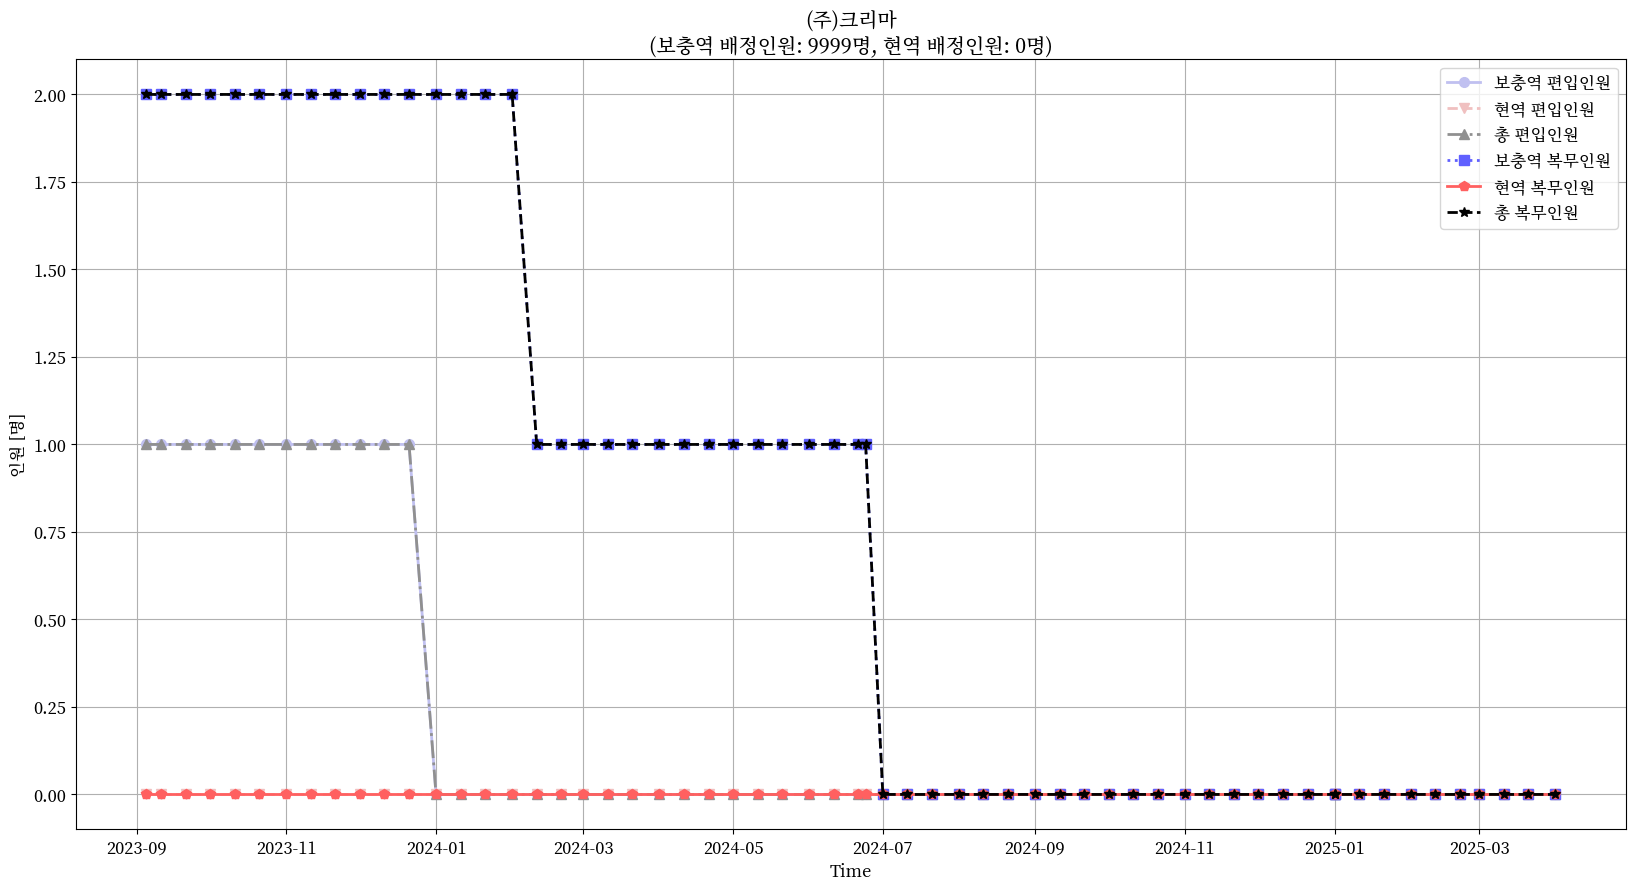 (주)크리마
(보충역 배정인원: 9999명, 현역 배정인원: 0명)
보충역 편입인원
현역 편입인원
총 편입인원
보충역 복무인원
현역 복무인원
총 복무인원
인원 [명]
2.00
1.75
1.50
1.25
1.00
0.75
0.50
0.25
0.00
2023-09
2023-11
2024-01
2024-03
2024-05
2024-07
2024-09
2024-11
2025-01
2025-03
Time